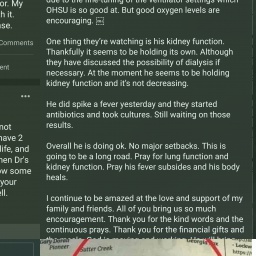 due to the fine tuning of the ventilator settings which
OHSU is so good at. But good oxygen levels are
encouraging.
One thing they're watching is his kidney function.
Thankfully it seems to be holding its own. Although
they have discussed the possibility of dialysis if
necessary. At the moment he seems to be holding
kidney function and it's not decreasing.
He did spike a fever yesterday and they started
antibiotics and took cultures. Still waiting on those
results.
Overall he is doing ok. No major setbacks. This is
going to be a long road. Pray for lung function and
kidney function. Pray his fever subsides and his body
heals.
I continue to be amazed at the love and support of my
family and friends. All of you bring us so much
encouragement. Thank you for the kind words and the
continuous prayers. Thank you for the financial gifts and
or. My
h it.
se.
Comments
ent
...
not
have 2
life, and
hen Dr's
ow some
your
ell.
Pioneer
Butter Creek